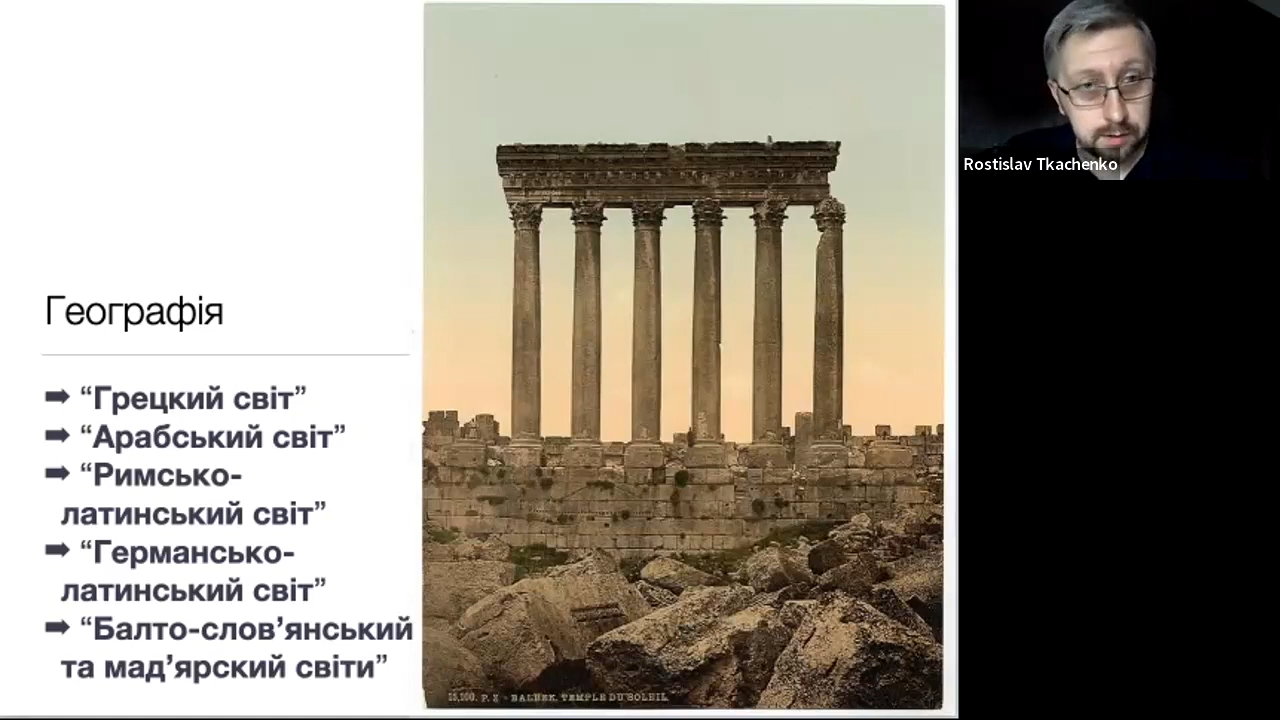 Географія
➡ “Грецкий світ”
➡ “Арабський світ”
➡ “Римсько-
латинський світ”
➡ “Германсько-
латинський світ”
➡ “Балто-слов’янський
та мад’ярский світи”
P. Z - BALBEK. TEMPLE DU SOLEIL
Rostislav Tkachenko